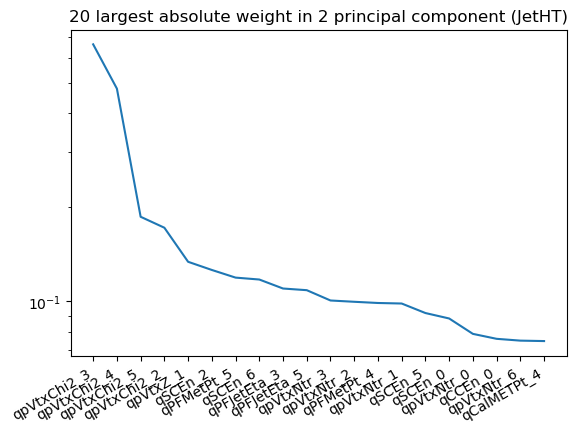 20 largest absolute weight in 2 principal component (JetHT)
10⁻¹
qpVtxChi2_3
qpVtxChi2_4
qpVtxChi2_5
qpVtxChi2_2
qpVtxZ_1
qSCEn_2
qPFMetPt_5
qSCEn_6
qPFJetEta_3
qPFJetEta_5
qpVtxNtr_3
qpVtxNtr_2
qPFMetPt_4
qpVtxNtr_1
qSCEn_5
qSCEn_0
qpVtxNtr_0
qCCEn_0
qpVtxNtr_6
qCalMETPt_4